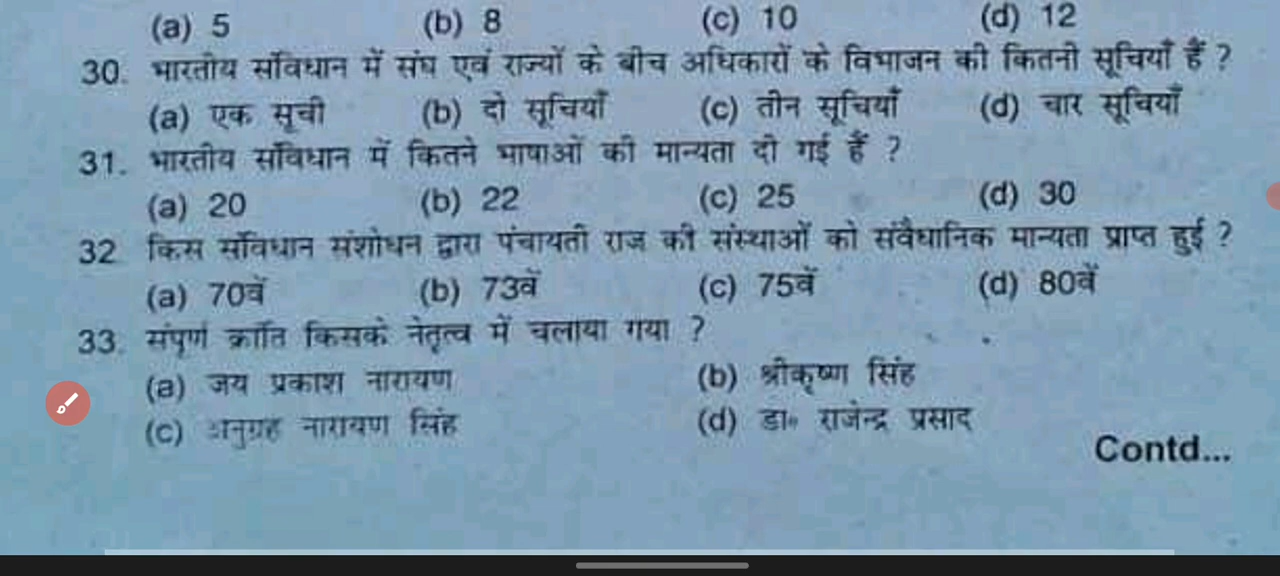 (a) 5 (b) 8 (c) 10 (d) 12
30. भारतीय संविधान में संघ एवं राज्यों के बीच अधिकारों के विभाजन की कितनी सूचियाँ हैं ?
(a) एक सूची (b) दो सूचियाँ (c) तीन सूचियाँ (d) चार सूचियाँ
31. भारतीय संविधान में कितने भाषाओं की मान्यता दी गई हैं ?
(a) 20 (b) 22 (c) 25 (d) 30
32 किस संविधान संशोधन द्वारा पंचायती राज की संस्थाओं को संवैधानिक मान्यता प्राप्त हुई ?
(a) 70वें (b) 73वें (c) 75वें (d) 80वें
33. संपूर्ण क्रांति किसके नेतृत्व में चलाया गया ?
(a) जय प्रकाश नारायण (b) श्रीकृष्ण सिंह
(c) अनुग्रह नारायण सिंह (d) डा॰ राजेन्द्र प्रसाद
Contd...